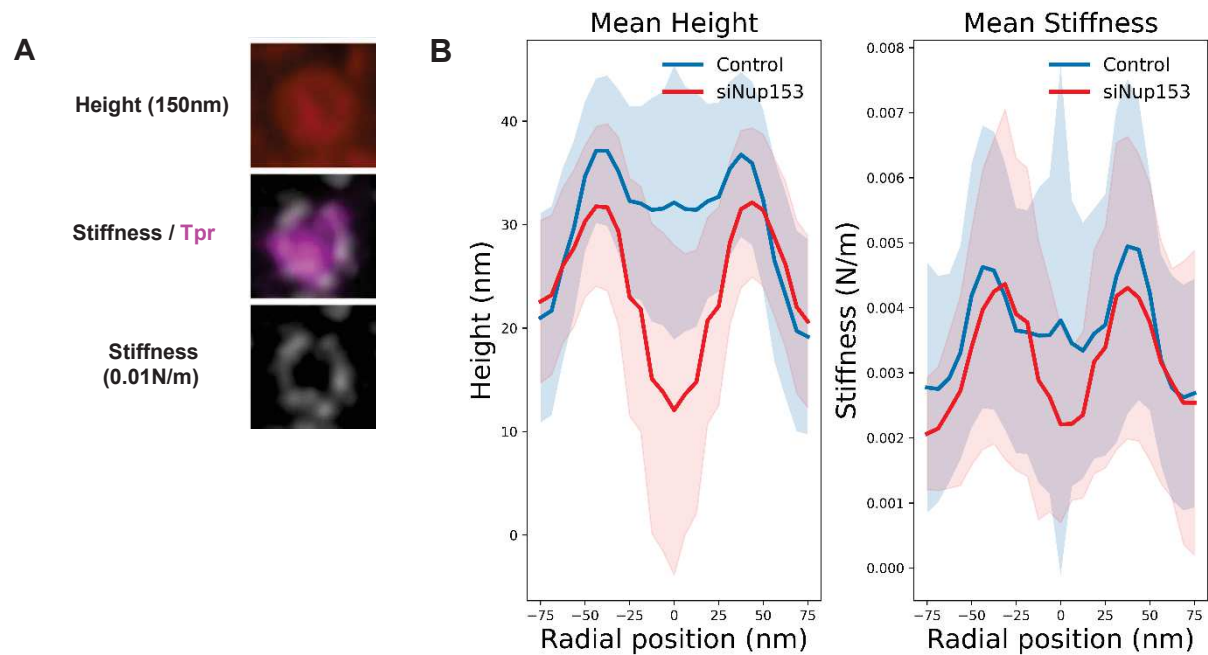 A
Height (150nm)
Stiffness / Tpr
Stiffness
(0.01N/m)
B
Mean Height
Control
siNup153
40
30
20
10
0
Height (nm)
−75 −50 −25 0 25 50 75
Radial position (nm)
Mean Stiffness
Control
siNup153
0.008
0.007
0.006
0.005
0.004
0.003
0.002
0.001
0.000
Stiffness (N/m)
−75 −50 −25 0 25 50 75
Radial position (nm)